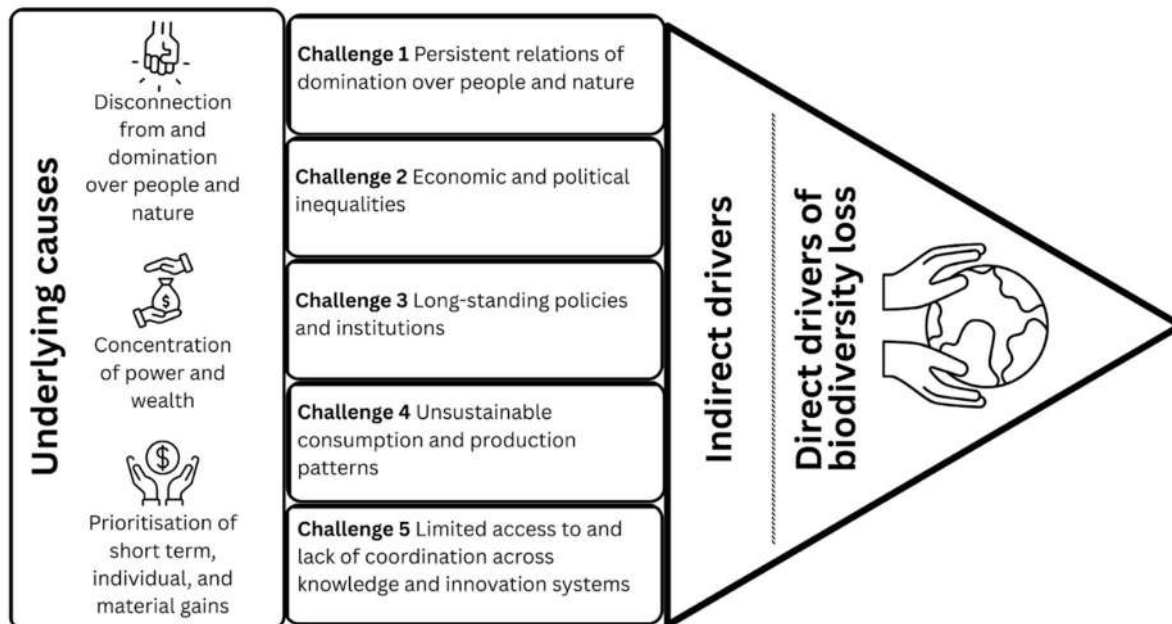 Underlying causes
Disconnection
from and
domination
over people and
nature
$
Concentration
of power and
wealth
$
Prioritisation of
short term,
individual, and
material gains
Challenge 1 Persistent relations of
domination over people and nature
Challenge 2 Economic and political
inequalities
Challenge 3 Long-standing policies
and institutions
Challenge 4 Unsustainable
consumption and production
patterns
Challenge 5 Limited access to and
lack of coordination across
knowledge and innovation systems
Indirect drivers
Direct drivers of
biodiversity loss